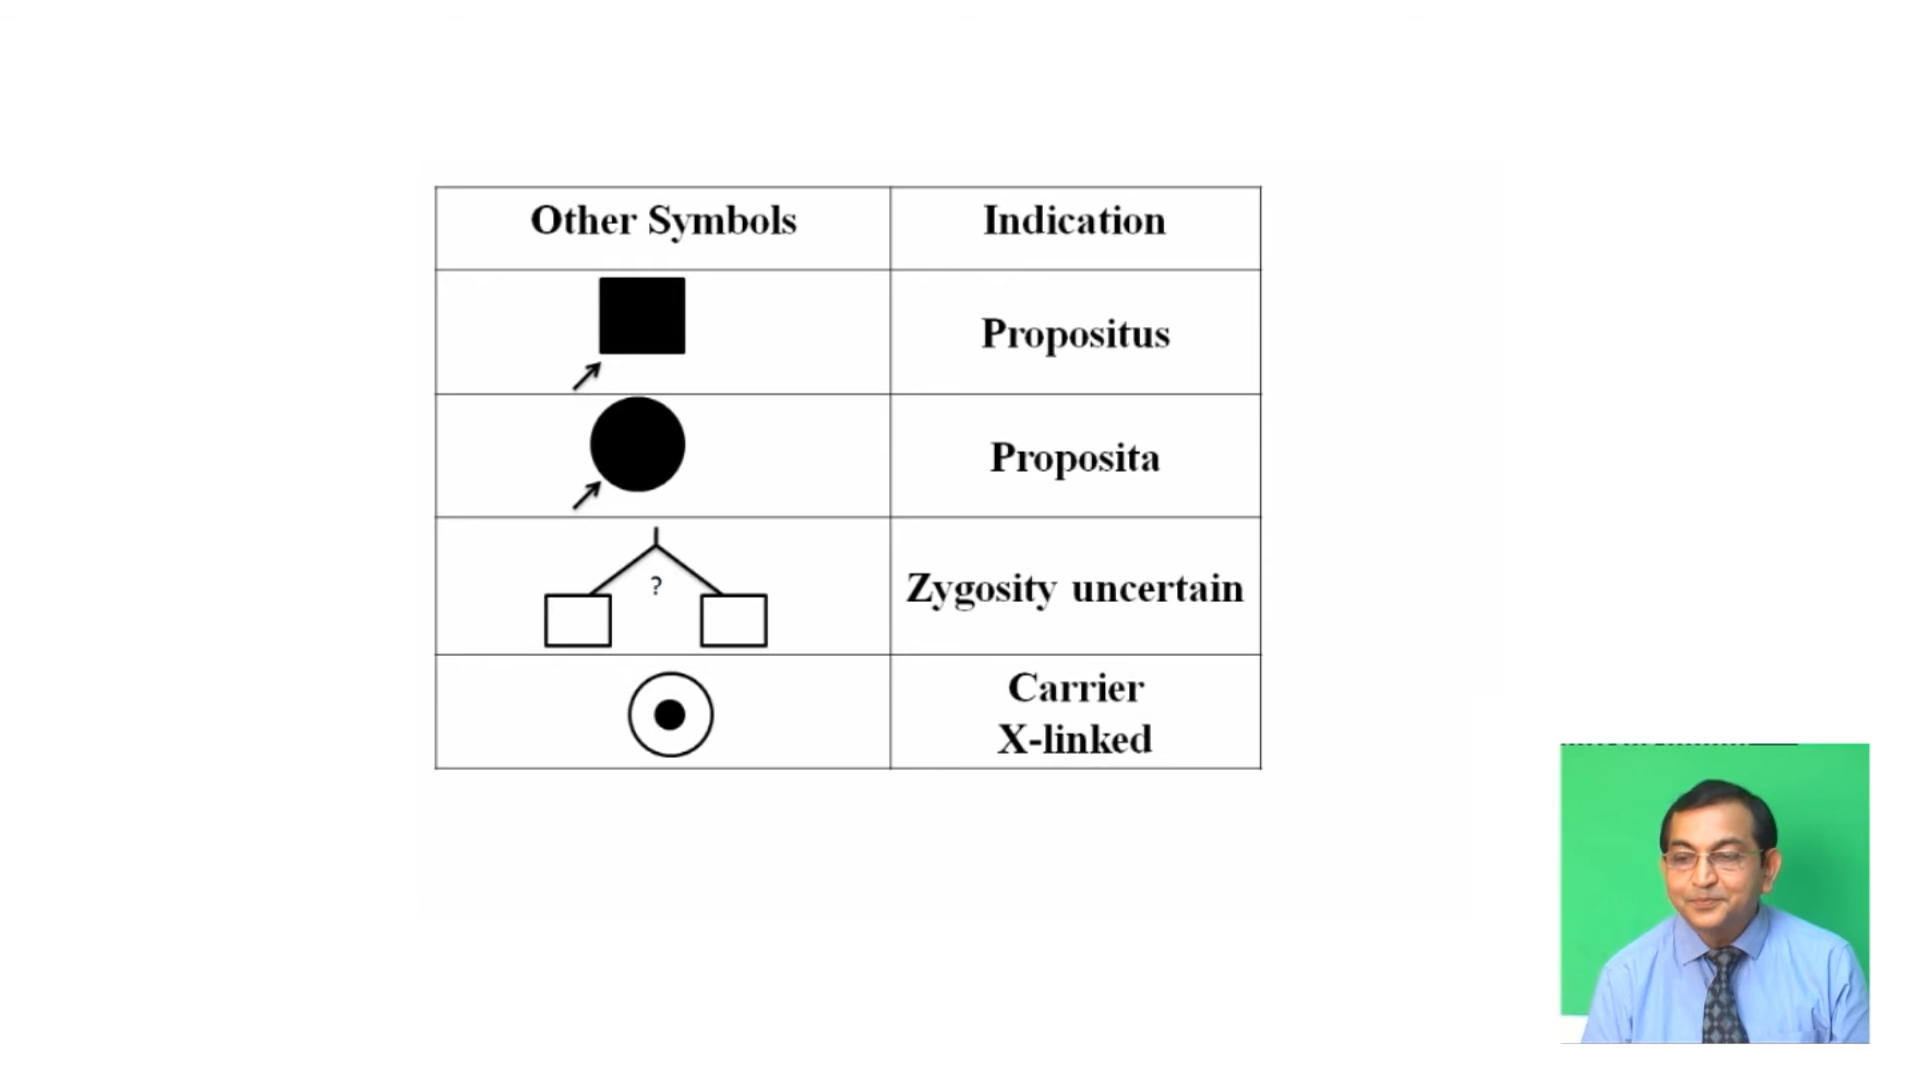 Other Symbols
Indication
Propositus
Proposita
?
Zygosity uncertain
Carrier
X-linked